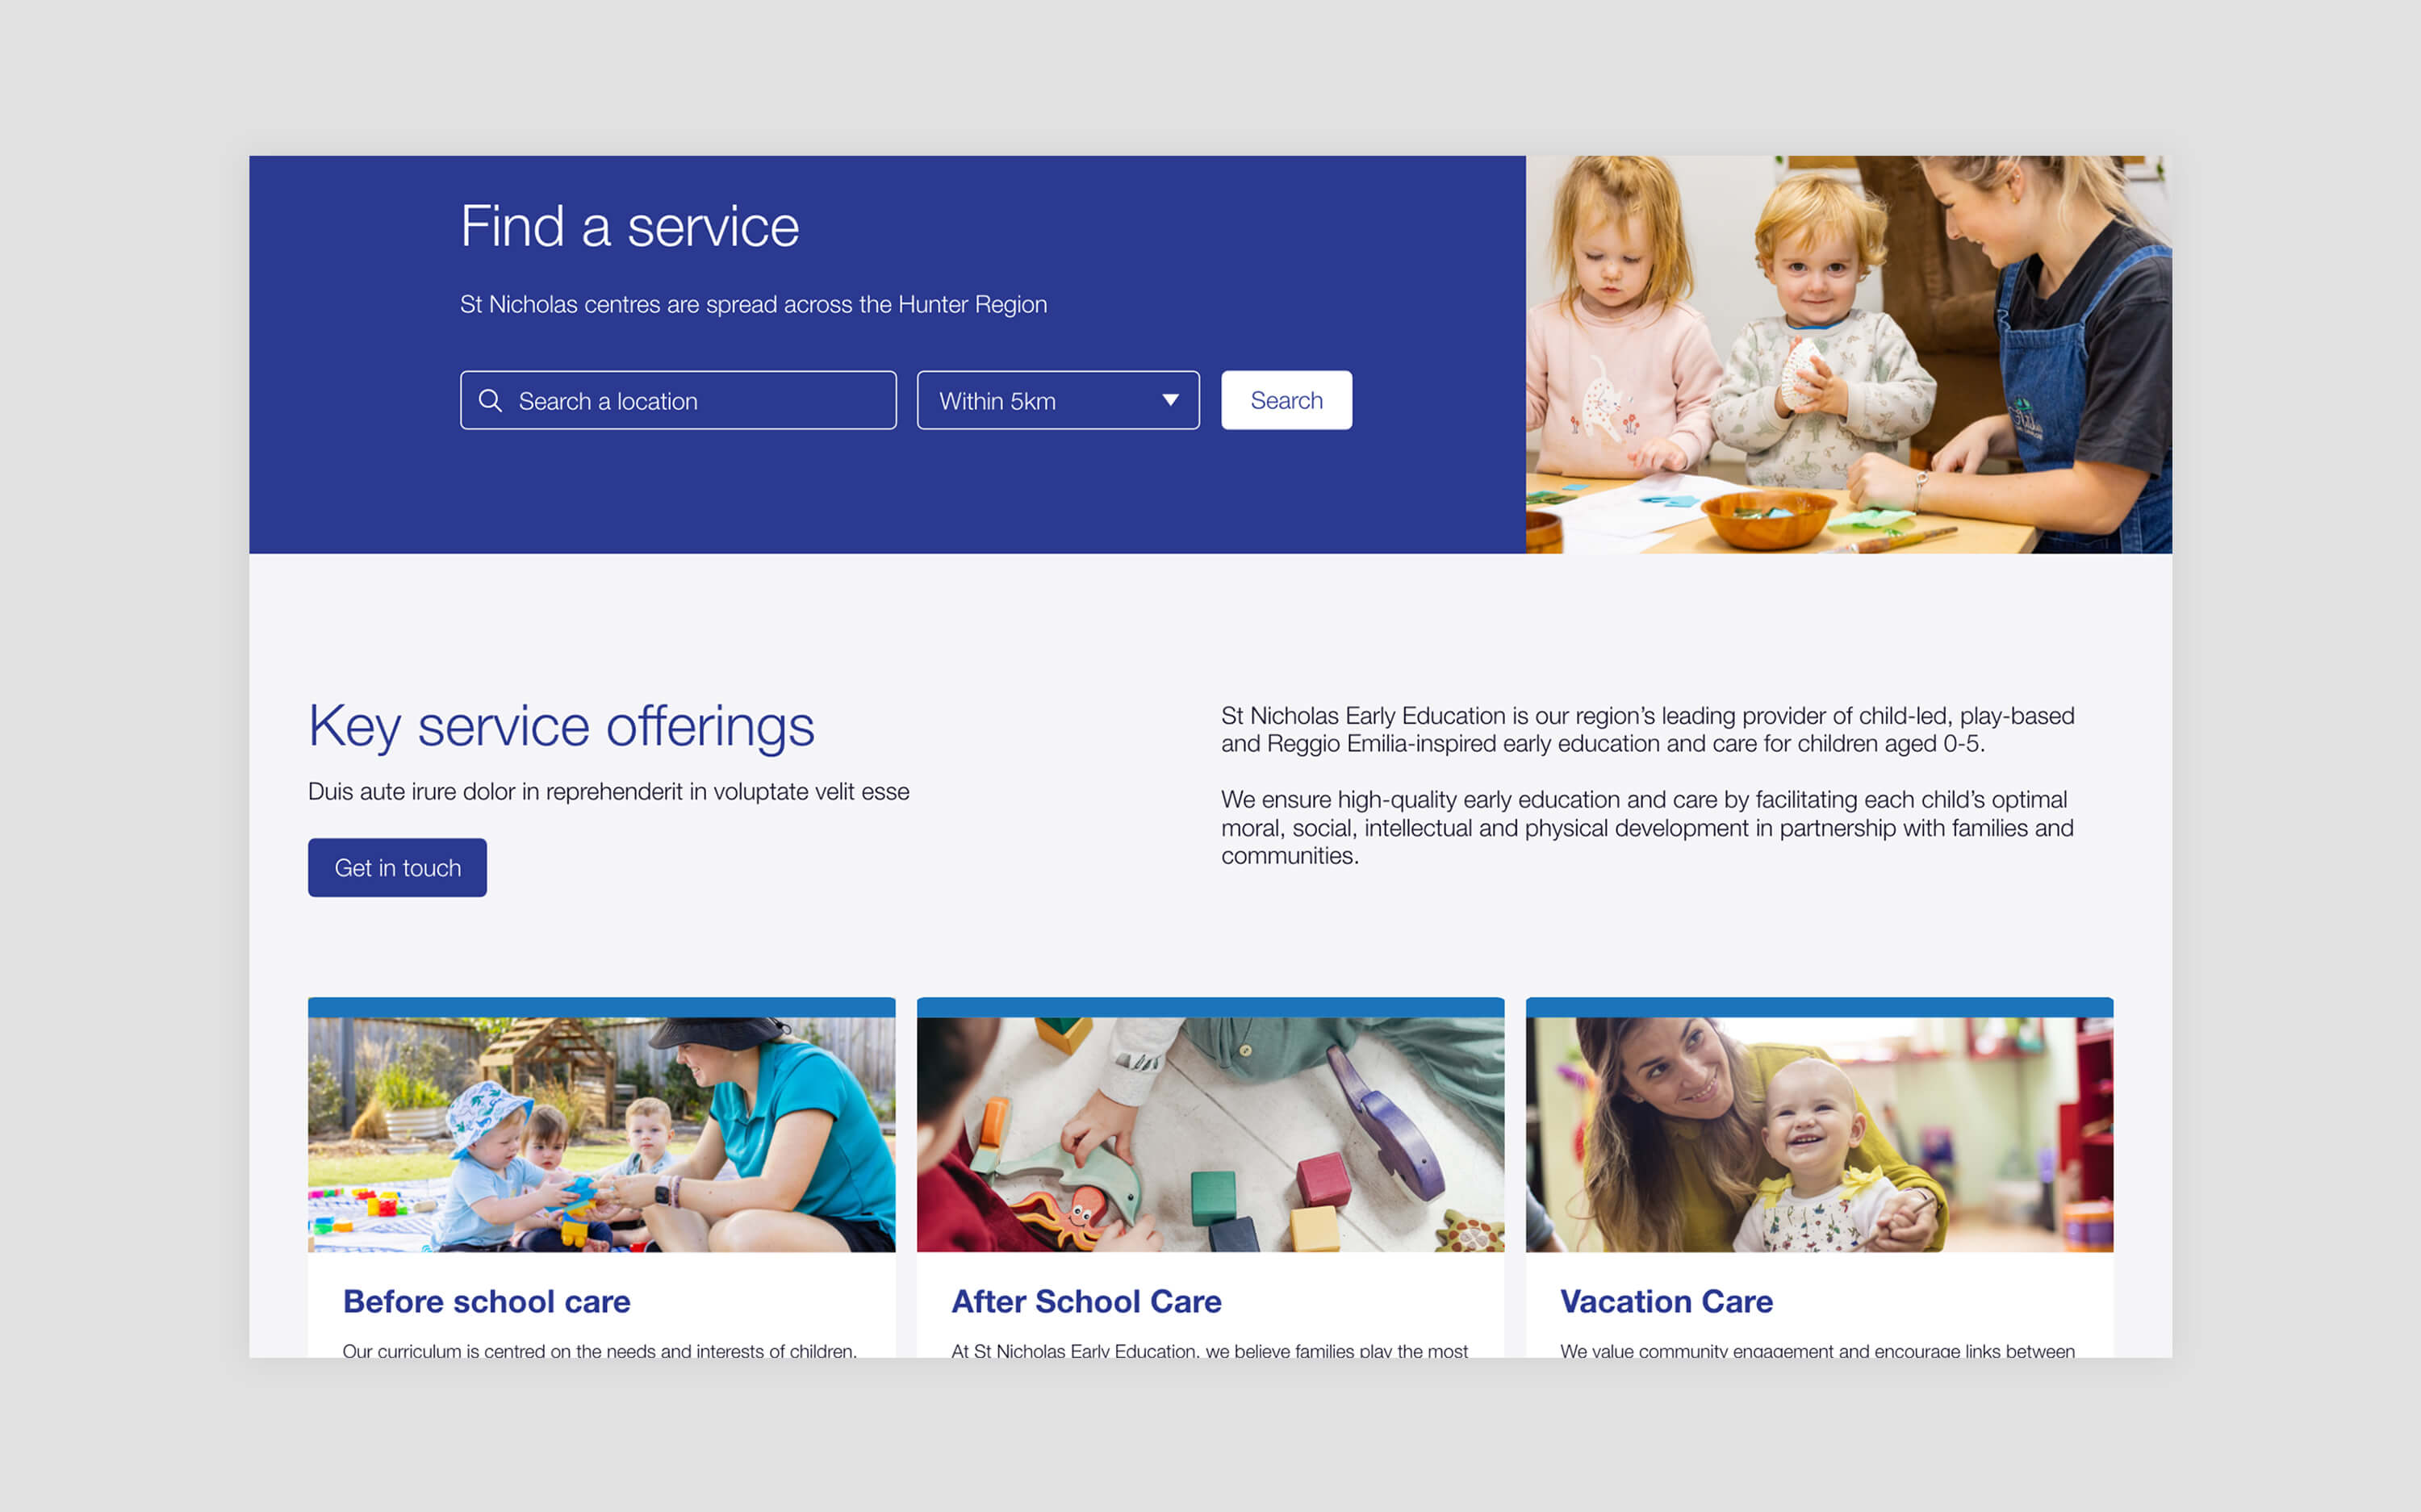 Find a service
St Nicholas centres are spread across the Hunter Region
Search a location
Within 5km
Search
Key service offerings
Duis aute irure dolor in reprehenderit in voluptate velit esse
Get in touch
St Nicholas Early Education is our region’s leading provider of child-led, play-based
and Reggio Emilia-inspired early education and care for children aged 0-5.
We ensure high-quality early education and care by facilitating each child’s optimal
moral, social, intellectual and physical development in partnership with families and
communities.
Before school care
Our curriculum is centred on the needs and interests of children.
After School Care
At St Nicholas Early Education, we believe families play the most
Vacation Care
We value community engagement and encourage links between